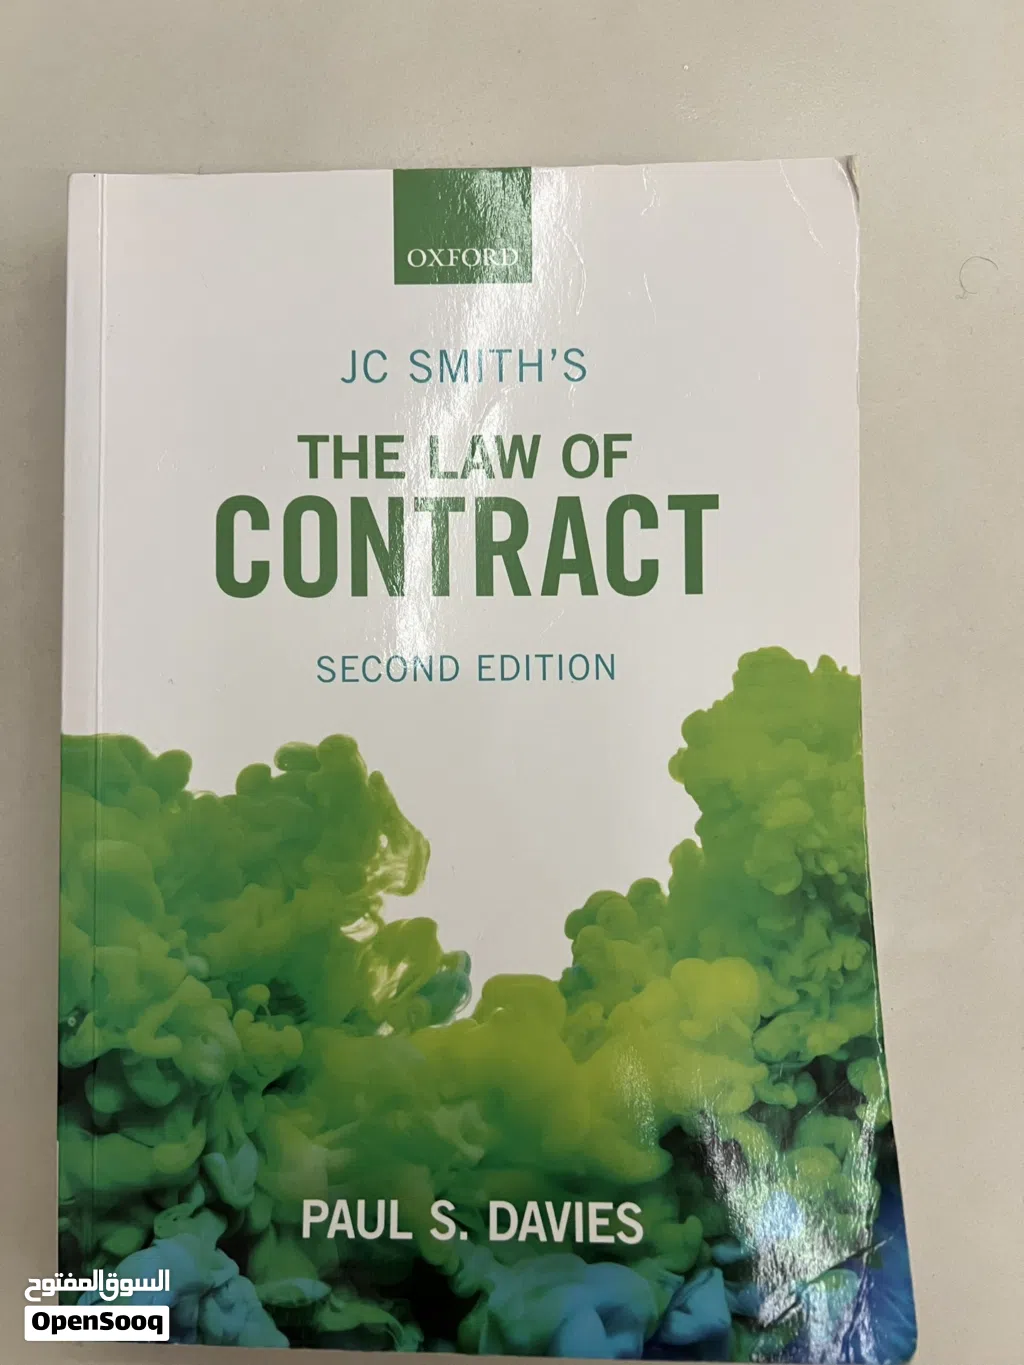 OXFORD
JC SMITH'S
THE LAW OF
CONTRACT
SECOND EDITION
PAUL S. DAVIES
السوق المفتوح
OpenSooq